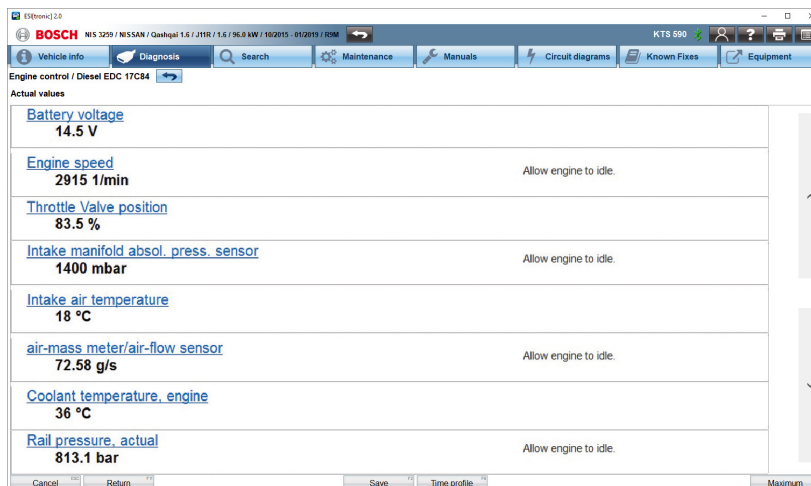 ESI[tronic] 2.0
BOSCH NIS 3259 / NISSAN / Qashqai 1.6 / J11R / 1.6 / 96.0 kW / 10/2015 - 01/2019 / R9M KTS 590 ?
Vehicle info Diagnosis Search Maintenance Manuals Circuit diagrams Known Fixes Equipment
Engine control / Diesel EDC 17C84
Actual values
Battery voltage
14.5 V
Engine speed
2915 1/min Allow engine to idle.
Throttle Valve position
83.5 %
Intake manifold absol. press. sensor
1400 mbar Allow engine to idle.
Intake air temperature
18 °C
air-mass meter/air-flow sensor
72.58 g/s Allow engine to idle.
Coolant temperature, engine
36 °C
Rail pressure, actual
813.1 bar Allow engine to idle.
Cancel Return Save Time profile Maximum